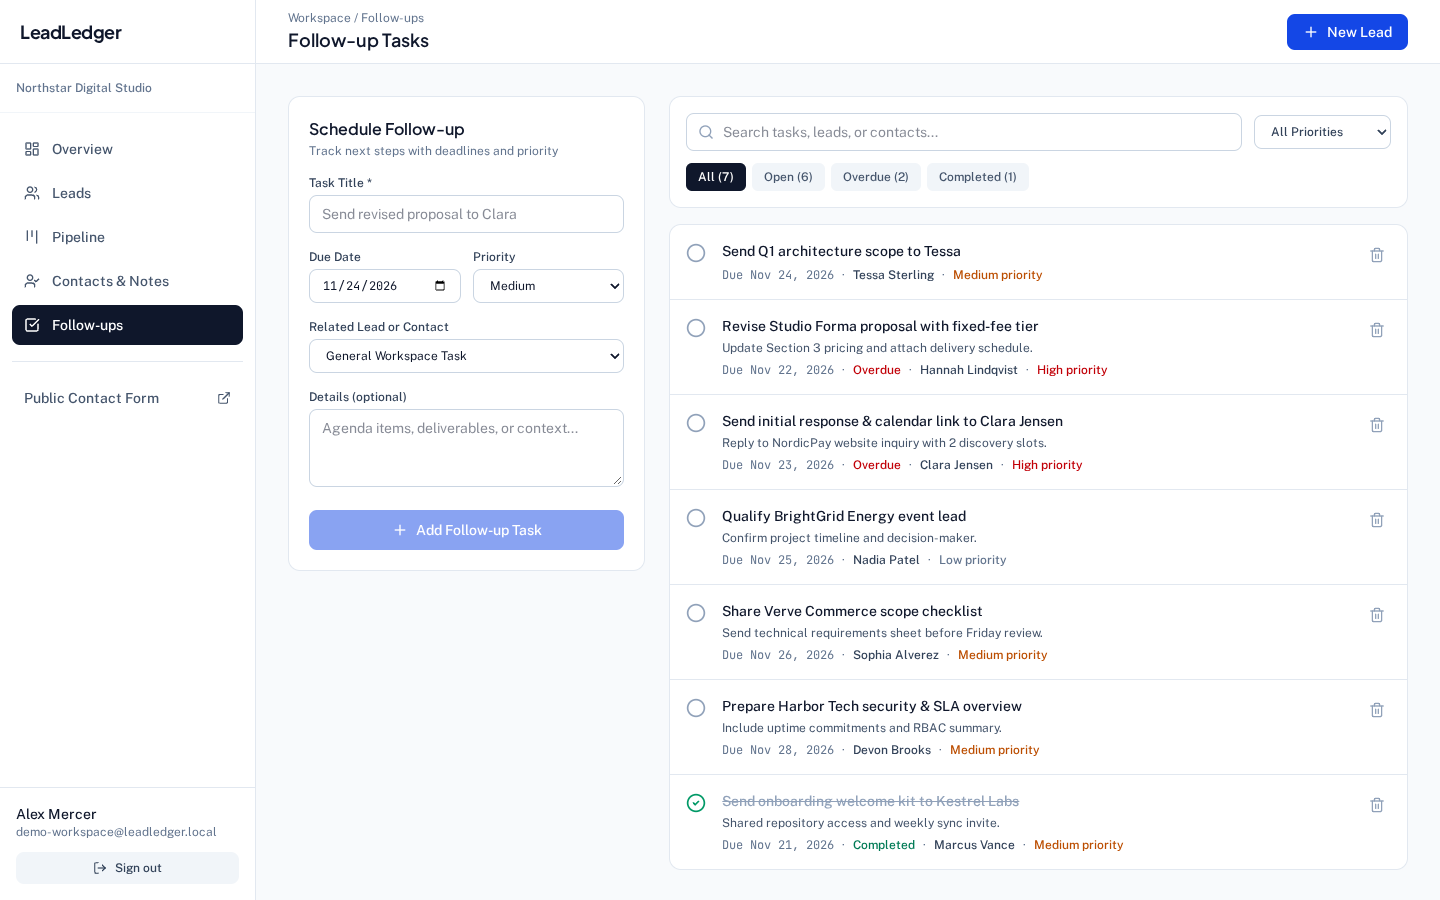 LeadLedger
Northstar Digital Studio
Overview
Leads
Pipeline
Contacts & Notes
Follow-ups
Public Contact Form
Alex Mercer
demo-workspace@leadledger.local
Sign out
Workspace / Follow-ups
Follow-up Tasks
New Lead
Schedule Follow-up
Track next steps with deadlines and priority
Task Title *
Send revised proposal to Clara
Due Date
Priority
11/24/2026
Medium
Related Lead or Contact
General Workspace Task
Details (optional)
Agenda items, deliverables, or context...
Add Follow-up Task
Search tasks, leads, or contacts...
All Priorities
All (7)
Open (6)
Overdue (2)
Completed (1)
Send Q1 architecture scope to Tessa
Due Nov 24, 2026 · Tessa Sterling · Medium priority
Revise Studio Forma proposal with fixed-fee tier
Update Section 3 pricing and attach delivery schedule.
Due Nov 22, 2026 · Overdue · Hannah Lindqvist · High priority
Send initial response & calendar link to Clara Jensen
Reply to NordicPay website inquiry with 2 discovery slots.
Due Nov 23, 2026 · Overdue · Clara Jensen · High priority
Qualify BrightGrid Energy event lead
Confirm project timeline and decision-maker.
Due Nov 25, 2026 · Nadia Patel · Low priority
Share Verve Commerce scope checklist
Send technical requirements sheet before Friday review.
Due Nov 26, 2026 · Sophia Alverez · Medium priority
Prepare Harbor Tech security & SLA overview
Include uptime commitments and RBAC summary.
Due Nov 28, 2026 · Devon Brooks · Medium priority
Send onboarding welcome kit to Kestrel Labs
Shared repository access and weekly sync invite.
Due Nov 21, 2026 · Completed · Marcus Vance · Medium priority